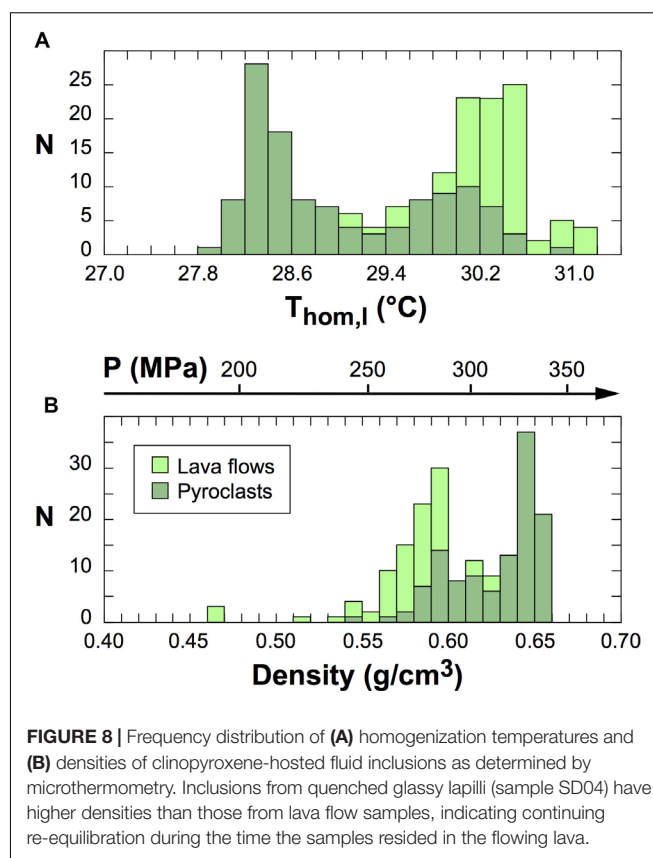 A
25
20
15
N
10
5
0
27.0 27.8 28.6 29.4 30.2 31.0
Thom,l (°C)
P (MPa) 200 250 300 350
B
Lava flows
Pyroclasts
30
20
N
10
0
0.40 0.45 0.50 0.55 0.60 0.65 0.70
Density (g/cm³)
FIGURE 8 | Frequency distribution of (A) homogenization temperatures and
(B) densities of clinopyroxene-hosted fluid inclusions as determined by
microthermometry. Inclusions from quenched glassy lapilli (sample SD04) have
higher densities than those from lava flow samples, indicating continuing
re-equilibration during the time the samples resided in the flowing lava.